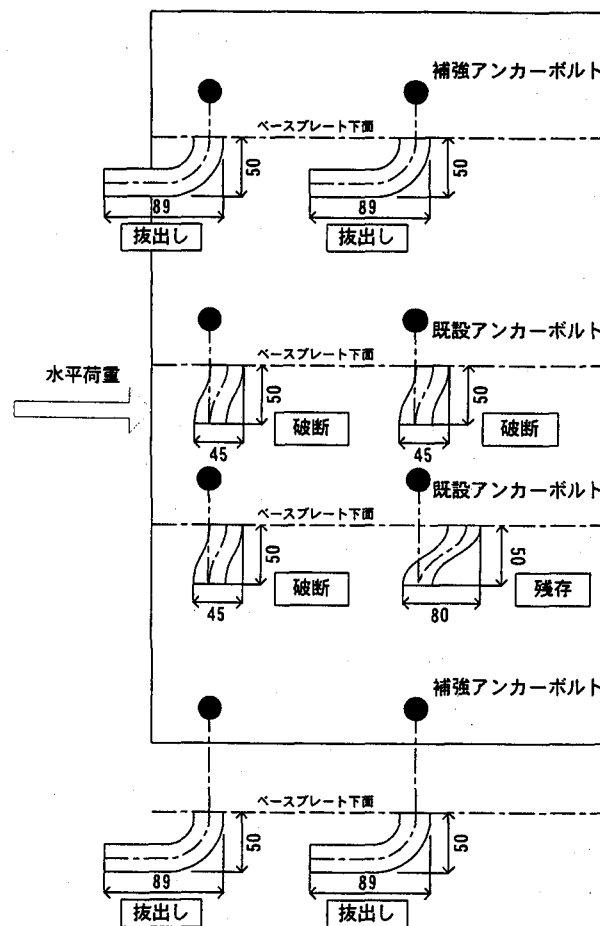 補強アンカーボルト
ベースプレート下面
50
50
89
89
抜出し
抜出し
既設アンカーボルト
ベースプレート下面
水平荷重
50
50
破断
破断
45
45
既設アンカーボルト
ベースプレート下面
50
50
破断
残存
45
80
補強アンカーボルト
ベースプレート下面
50
50
89
89
抜出し
抜出し